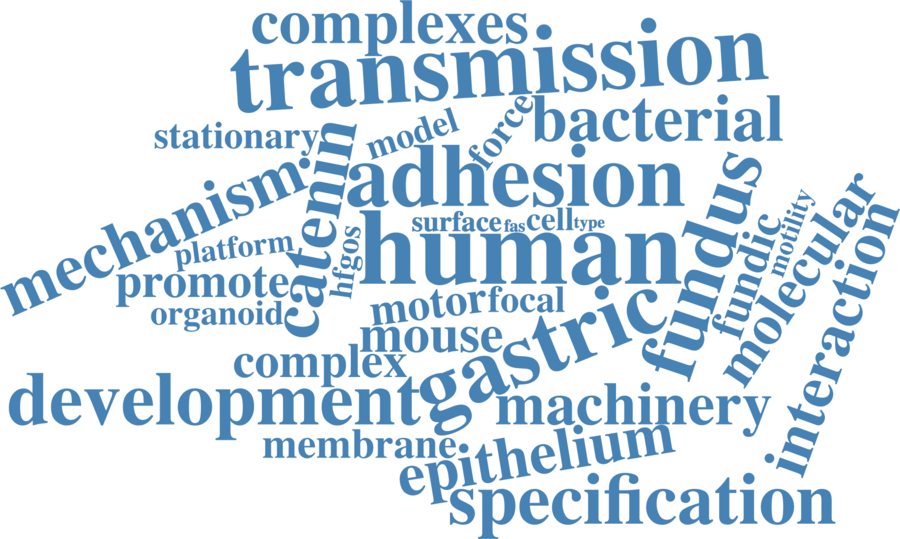 complexes
transmission
bacterial
stationary
model
force
catenin
mechanism
adhesion
surface
fas
cell
type
human
fundus
fundic
motility
molecular
interaction
platform
hfgos
promote
organoid
motor
focal
mouse
gastric
complex
development
machinery
membrane
epithelium
specification